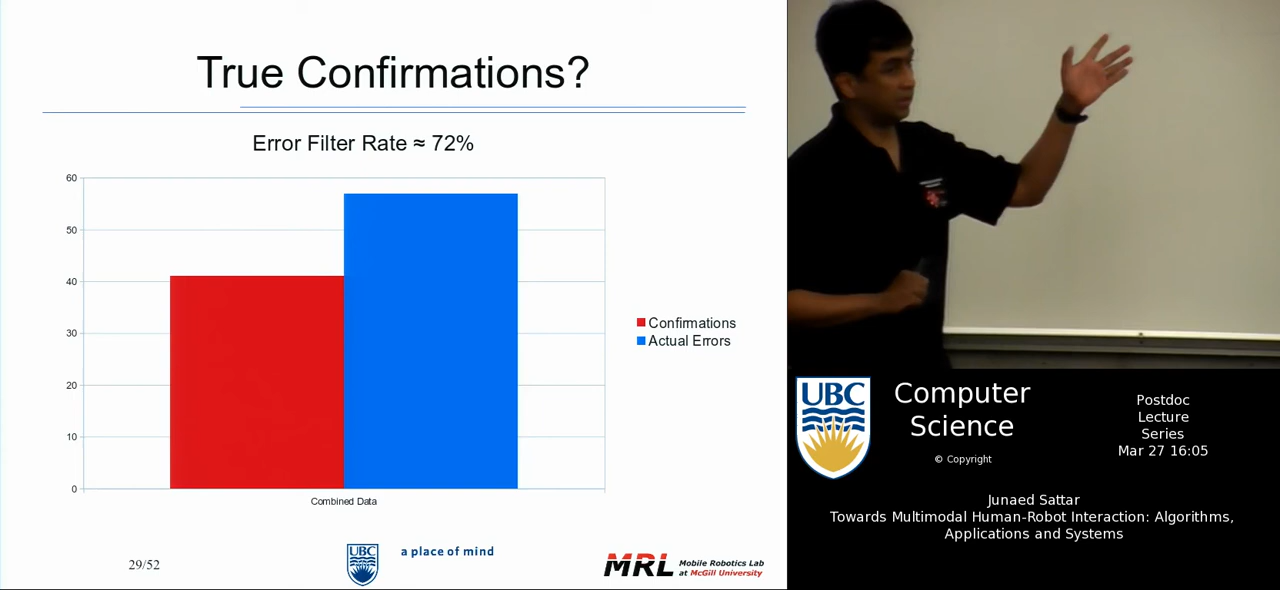 True Confirmations?
Error Filter Rate ≈ 72%
60
50
40
30
20
10
0
Combined Data
Confirmations
Actual Errors
29/52
UBC
a place of mind
MRL
Mobile Robotics Lab
at McGill University
UBC
Computer
Science
© Copyright
Postdoc
Lecture
Series
Mar 27 16:05
Junaed Sattar
Towards Multimodal Human-Robot Interaction: Algorithms,
Applications and Systems